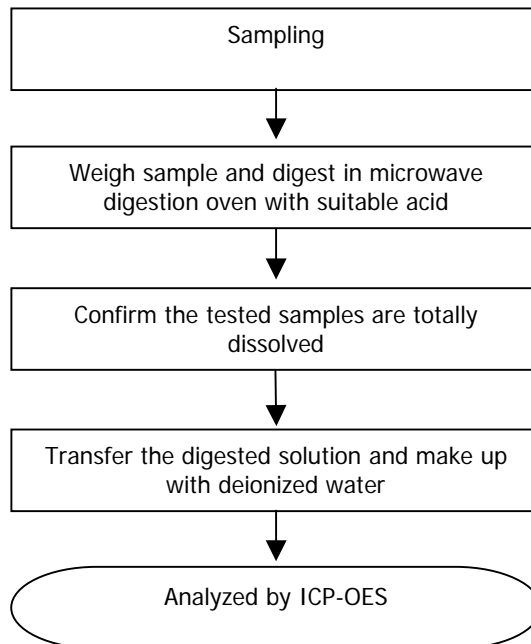 Sampling
Weigh sample and digest in microwave
digestion oven with suitable acid
Confirm the tested samples are totally
dissolved
Transfer the digested solution and make up
with deionized water
Analyzed by ICP-OES